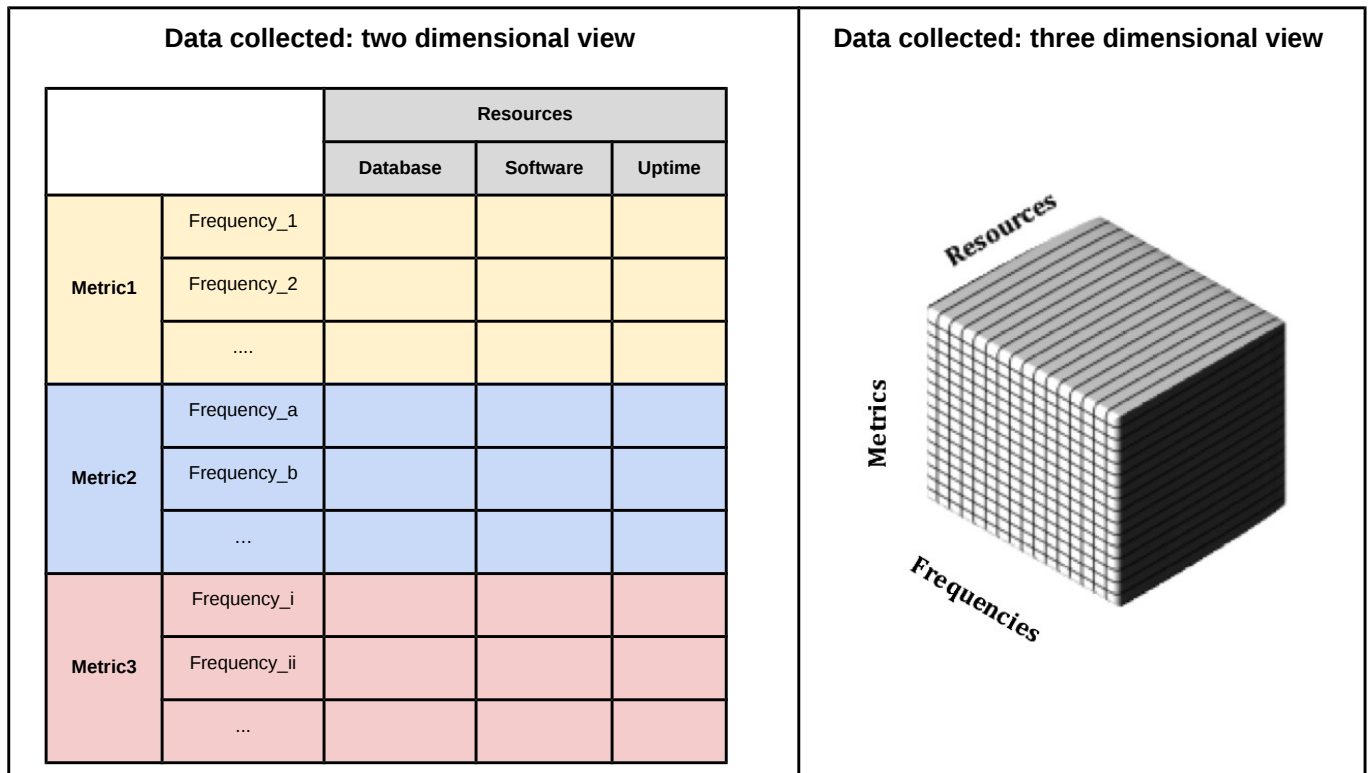 Data collected: two dimensional view
Resources
Database Software Uptime
Metric1
Frequency_1
Frequency_2
....
Metric2
Frequency_a
Frequency_b
...
Metric3
Frequency_i
Frequency_ii
...
Data collected: three dimensional view
Resources
Metrics
Frequencies